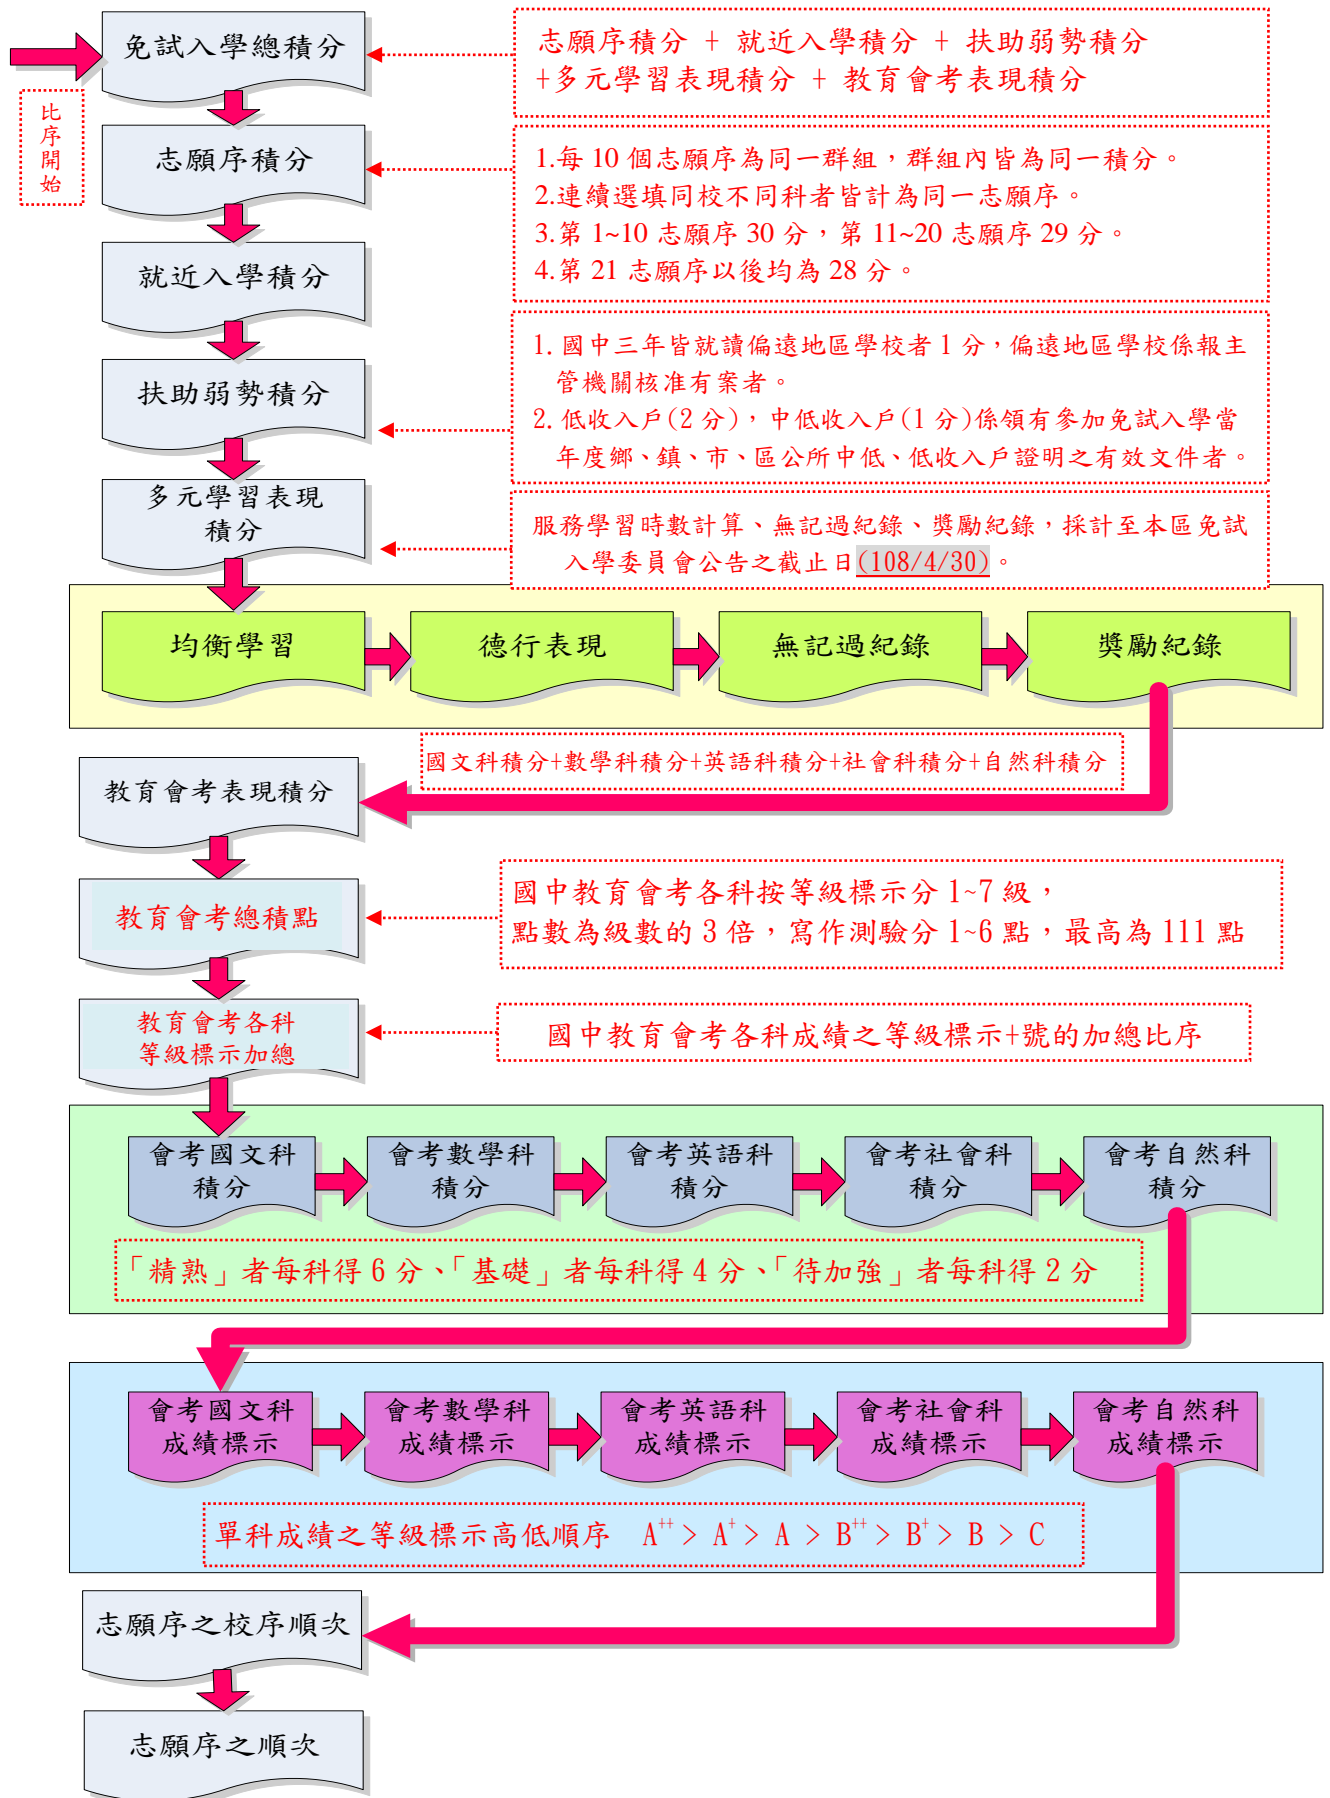 免試入學總積分
志願序積分 + 就近入學積分 + 扶助弱勢積分
+多元學習表現積分 + 教育會考表現積分
比
序
開
始
志願序積分
1.每 10 個志願序為同一群組，群組內皆為同一積分。
2.連續選填同校不同科者皆計為同一志願序。
3.第 1~10 志願序 30 分，第 11~20 志願序 29 分。
4.第 21 志願序以後均為 28 分。
就近入學積分
扶助弱勢積分
1. 國中三年皆就讀偏遠地區學校者 1 分，偏遠地區學校係報主
管機關核准有案者。
2. 低收入戶(2 分)，中低收入戶(1 分)係領有參加免試入學當
年度鄉、鎮、市、區公所中低、低收入戶證明之有效文件者。
多元學習表現
積分
服務學習時數計算、無記過紀錄、獎勵紀錄，採計至本區免試
入學委員會公告之截止日(108/4/30)。
均衡學習
德行表現
無記過紀錄
獎勵紀錄
國文科積分+數學科積分+英語科積分+社會科積分+自然科積分
教育會考表現積分
教育會考總積點
國中教育會考各科按等級標示分 1~7 級，
點數為級數的 3 倍，寫作測驗分 1~6 點，最高為 111 點
教育會考各科
等級標示加總
國中教育會考各科成績之等級標示+號的加總比序
會考國文科
積分
會考數學科
積分
會考英語科
積分
會考社會科
積分
會考自然科
積分
「精熟」者每科得 6 分、「基礎」者每科得 4 分、「待加強」者每科得 2 分
會考國文科
成績標示
會考數學科
成績標示
會考英語科
成績標示
會考社會科
成績標示
會考自然科
成績標示
單科成績之等級標示高低順序 A++ > A+ > A > B++ > B+ > B > C
志願序之校序順次
志願序之順次